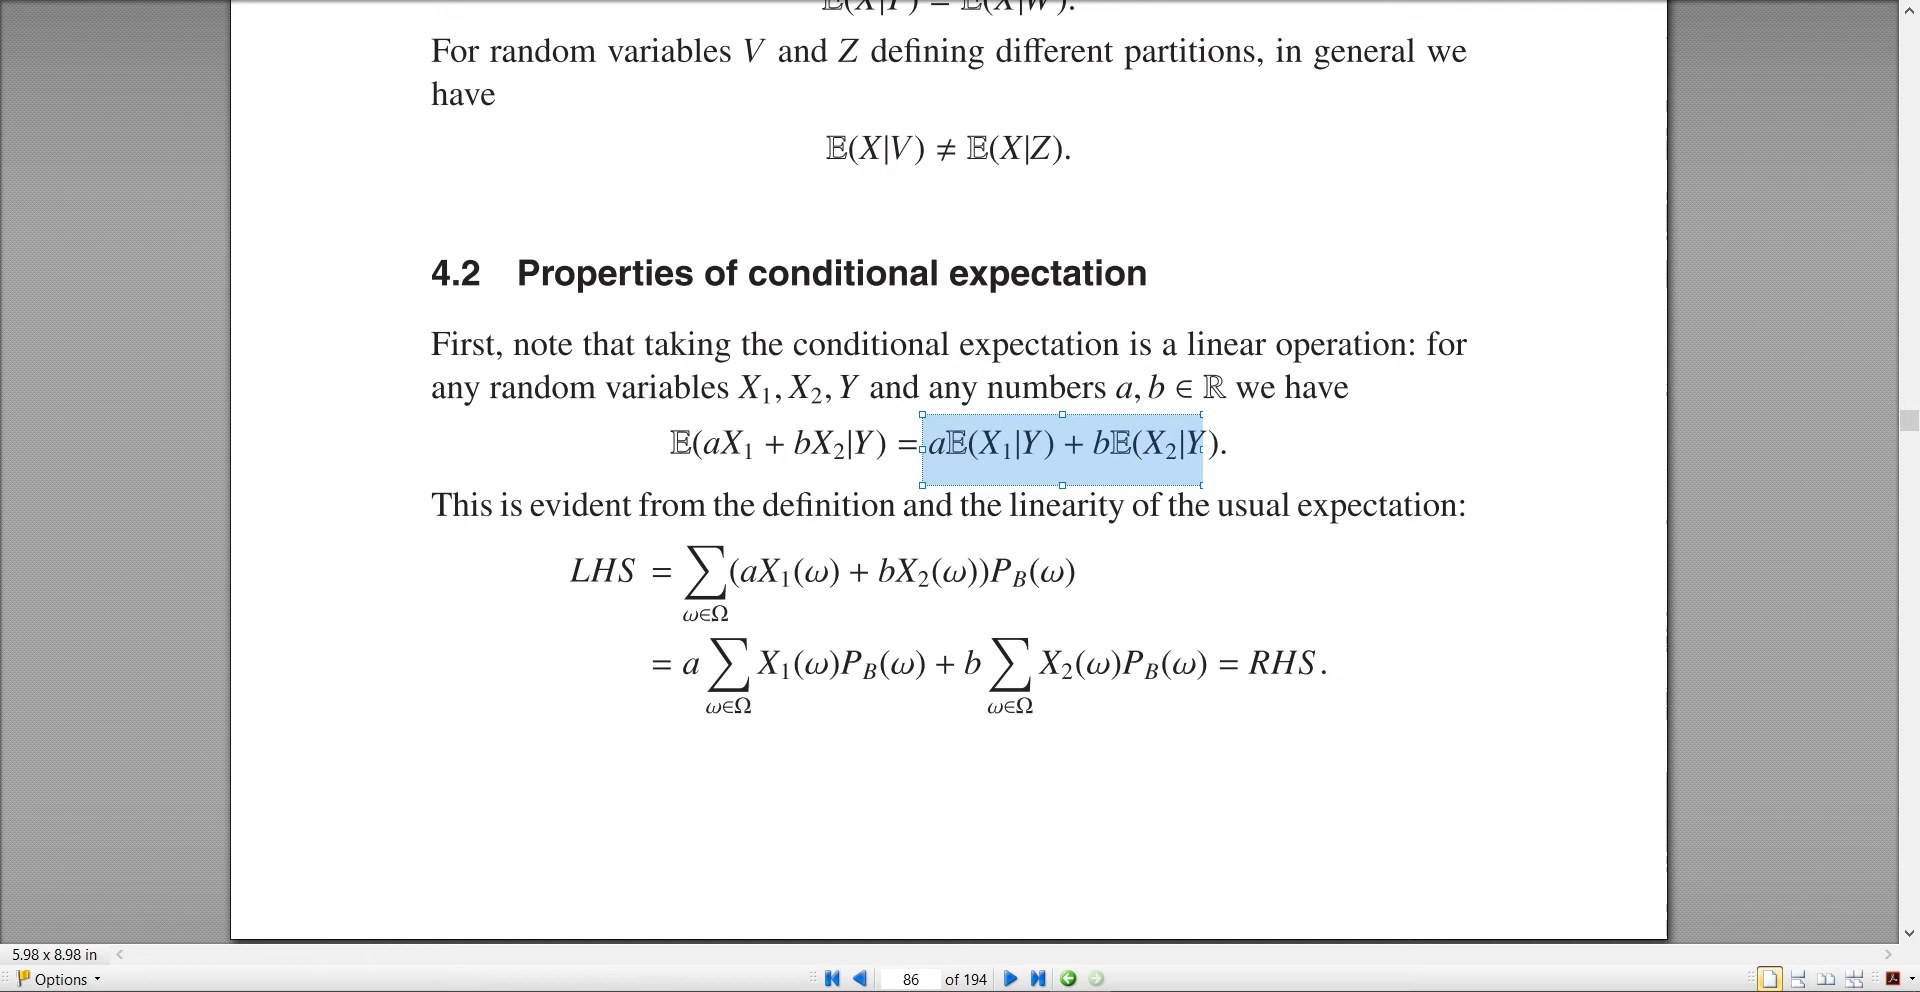 𝔼(X|Y) = 𝔼(X|W).
For random variables V and Z defining different partitions, in general we
have
𝔼(X|V) ≠ 𝔼(X|Z).
4.2 Properties of conditional expectation
First, note that taking the conditional expectation is a linear operation: for
any random variables X₁, X₂, Y and any numbers a, b ∈ ℝ we have
𝔼(aX₁ + bX₂|Y) = a𝔼(X₁|Y) + b𝔼(X₂|Y).
This is evident from the definition and the linearity of the usual expectation:
LHS = ∑(aX₁(ω) + bX₂(ω))P_B(ω)
ω∈Ω
= a ∑ X₁(ω)P_B(ω) + b ∑ X₂(ω)P_B(ω) = RHS.
ω∈Ω ω∈Ω
5.98 x 8.98 in
Options 86 of 194